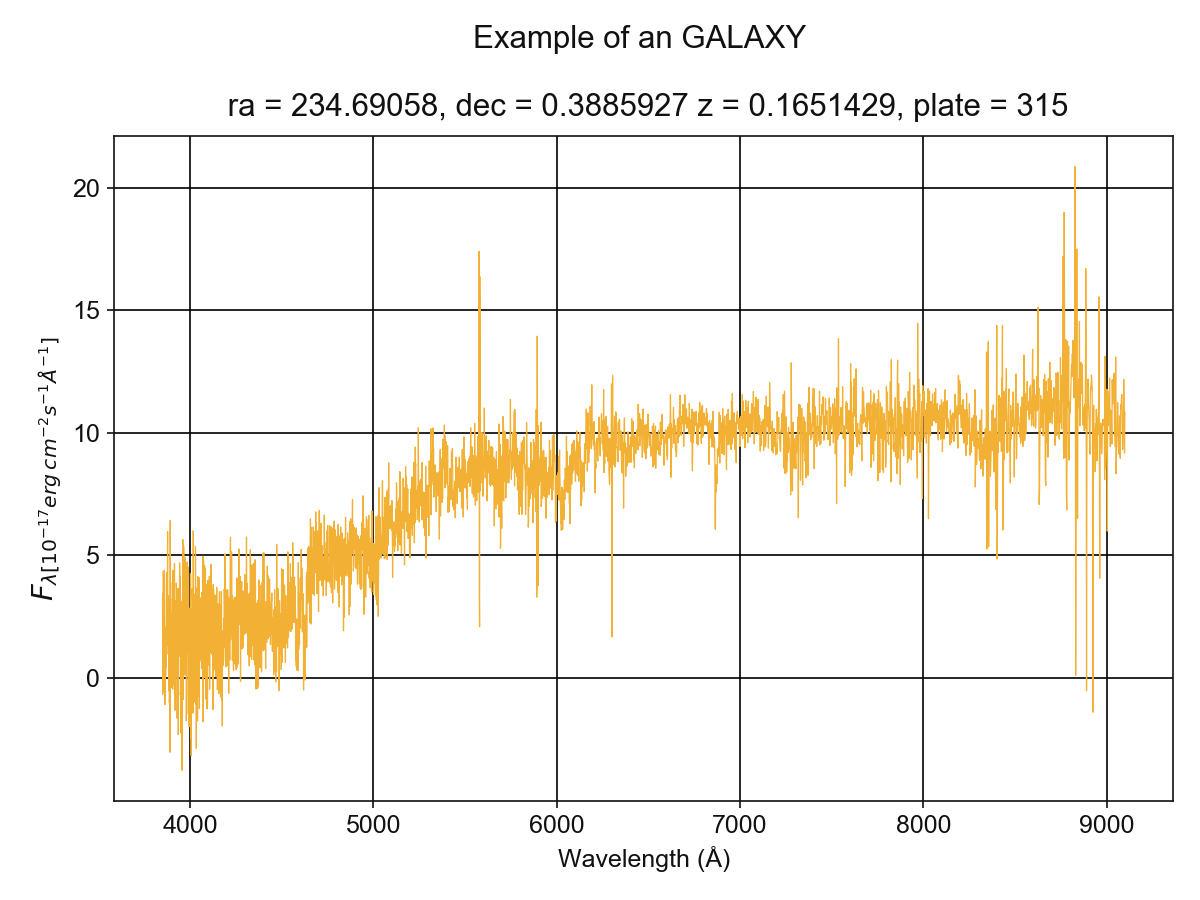 Example of an GALAXY
ra = 234.69058, dec = 0.3885927 z = 0.1651429, plate = 315
20
15
10
5
0
F_{λ[10^{−17}erg cm^{−2}s^{−1}Å^{−1}]}
4000 5000 6000 7000 8000 9000
Wavelength (Å)